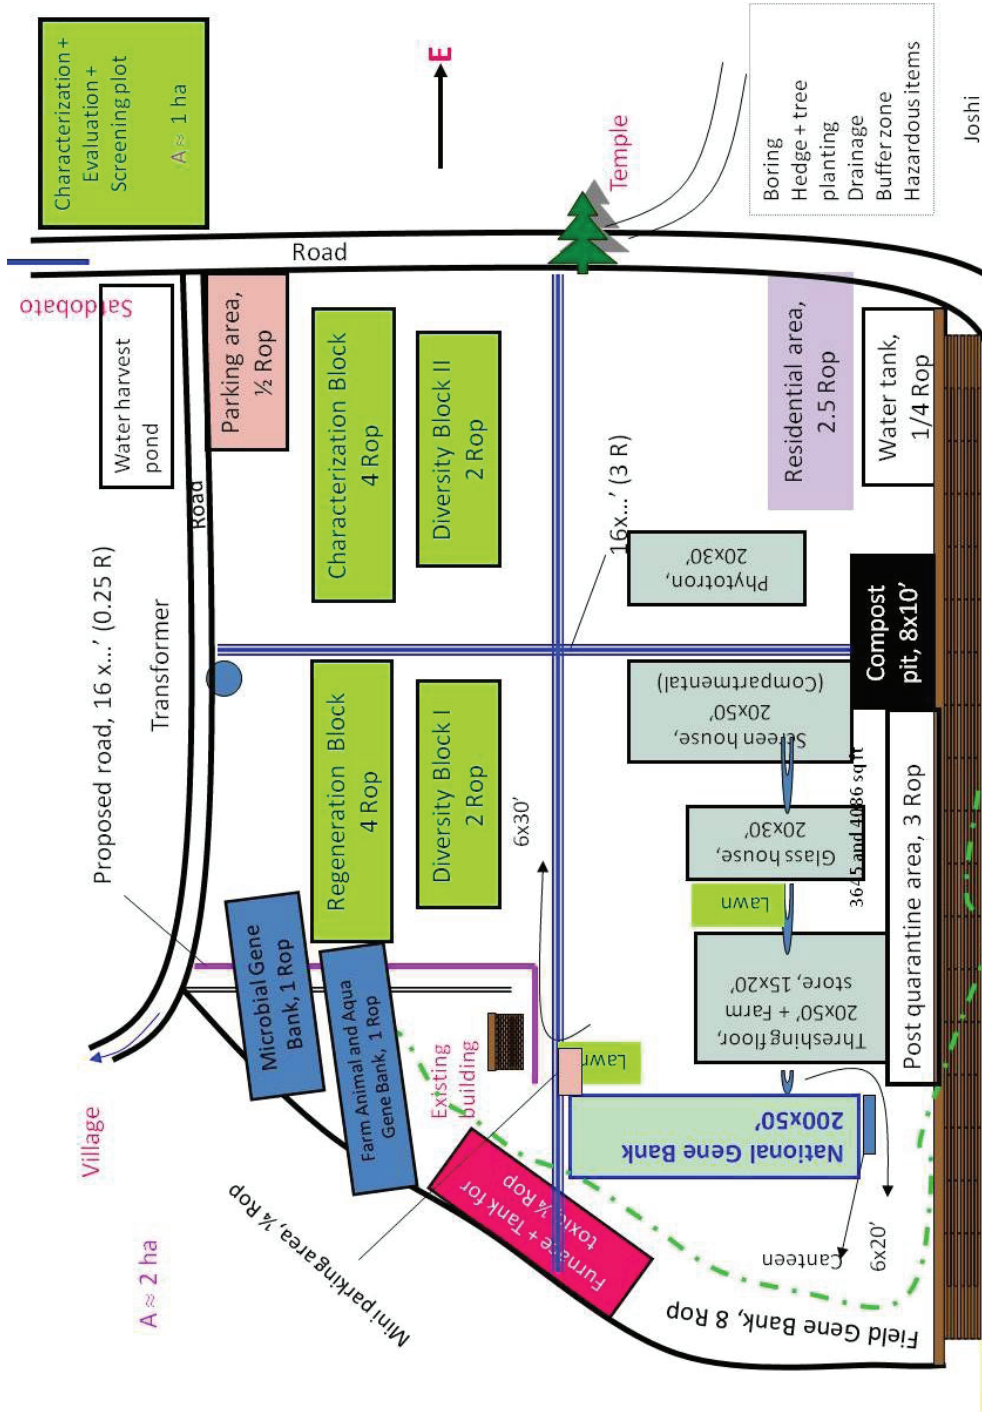 Characterization +
Evaluation +
Screening plot
A ≈ 1 ha
E
Temple
Boring
Hedge + tree
planting
Drainage
Buffer zone
Hazardous items
Joshi
Road
Satdobato
Water harvest
pond
Parking area,
½ Rop
Characterization Block
4 Rop
Diversity Block II
2 Rop
Residential area,
2.5 Rop
Water tank,
1/4 Rop
Road
16x...’ (3 R)
Phytotron,
20x30’
Proposed road, 16 x...’ (0.25 R)
Transformer
Compost
pit, 8x10’
Regeneration Block
4 Rop
Diversity Block I
2 Rop
6x30’
Screen house,
20x50’
(Compartmental)
Glass house,
20x30’
3645 and 4086 sq ft
Lawn
Post quarantine area, 3 Rop
Threshing floor,
20x50’ + Farm
store, 15x20’
Microbial Gene
Bank, 1 Rop
Farm Animal and Aqua
Gene Bank, 1 Rop
Existing
building
Lawn
National Gene Bank
200x50’
Village
Furnace + Tank for
toxic, ¼ Rop
Mini parking area, ¼ Rop
A ≈ 2 ha
Canteen
6x20’
Field Gene Bank, 8 Rop